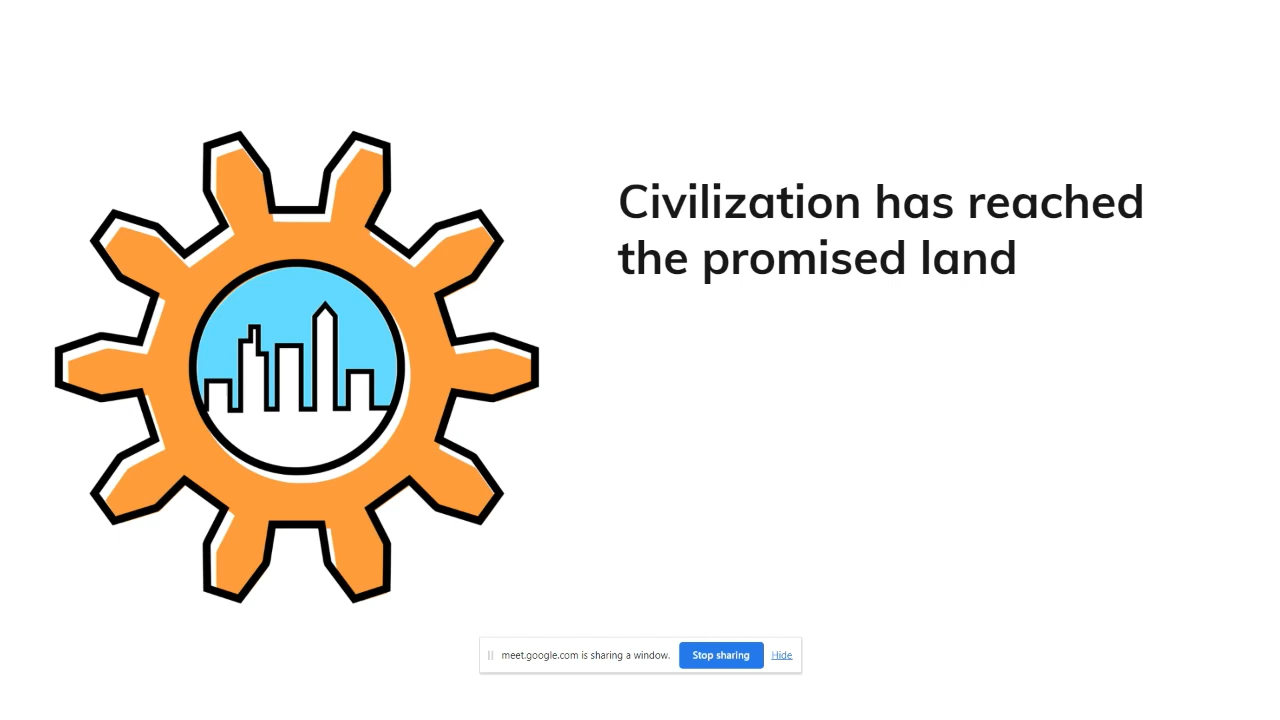 Civilization has reached
the promised land
meet.google.com is sharing a window.
Stop sharing
Hide